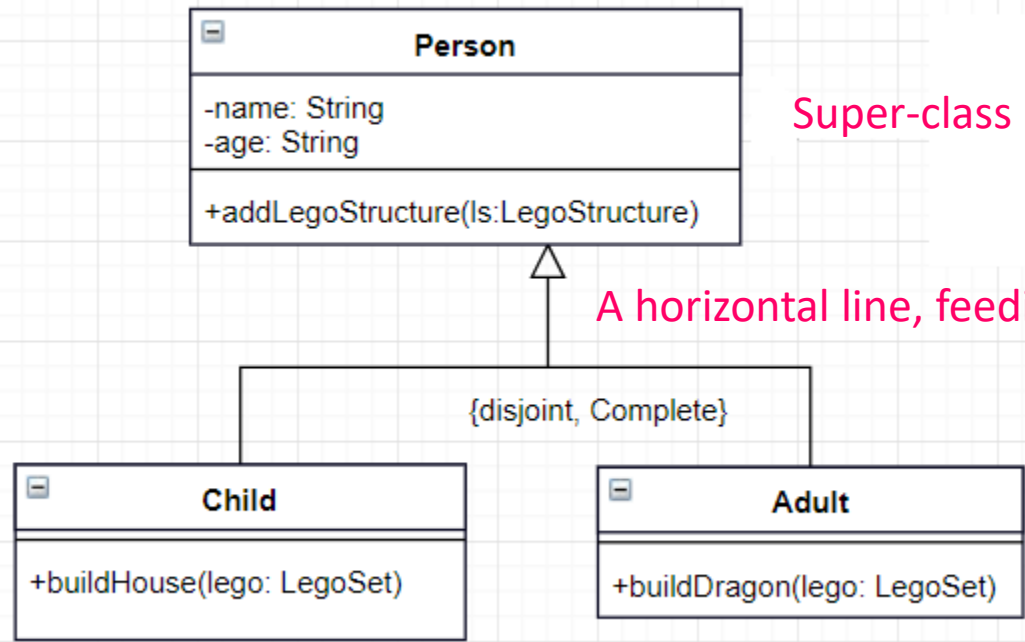 Person
-name: String
-age: String
Super-class
+addLegoStructure(ls:LegoStructure)
A horizontal line,
{disjoint, Complete}
Child
Adult
+buildHouse(lego: LegoSet)
+buildDragon(lego: LegoSet)